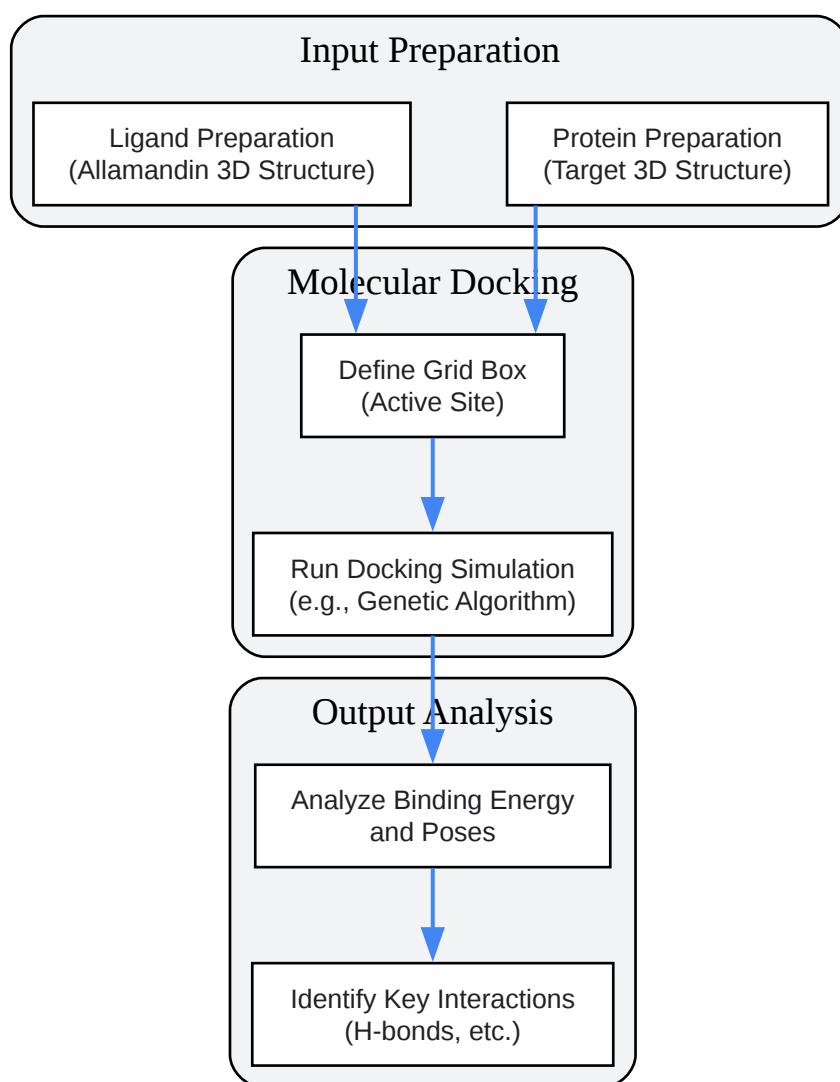 Input Preparation
Ligand Preparation
(Allamandin 3D Structure)
Protein Preparation
(Target 3D Structure)
Molecular Docking
Define Grid Box
(Active Site)
Run Docking Simulation
(e.g., Genetic Algorithm)
Output Analysis
Analyze Binding Energy
and Poses
Identify Key Interactions
(H-bonds, etc.)